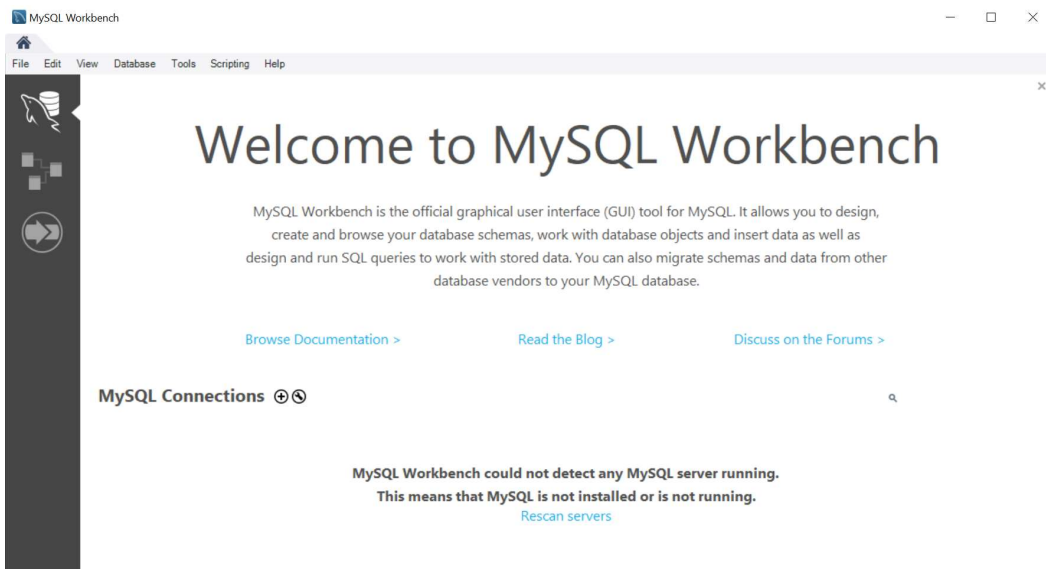 MySQL Workbench
File Edit View Database Tools Scripting Help
Welcome to MySQL Workbench
MySQL Workbench is the official graphical user interface (GUI) tool for MySQL. It allows you to design,
create and browse your database schemas, work with database objects and insert data as well as
design and run SQL queries to work with stored data. You can also migrate schemas and data from other
database vendors to your MySQL database.
Browse Documentation > Read the Blog > Discuss on the Forums >
MySQL Connections
MySQL Workbench could not detect any MySQL server running.
This means that MySQL is not installed or is not running.
Rescan servers